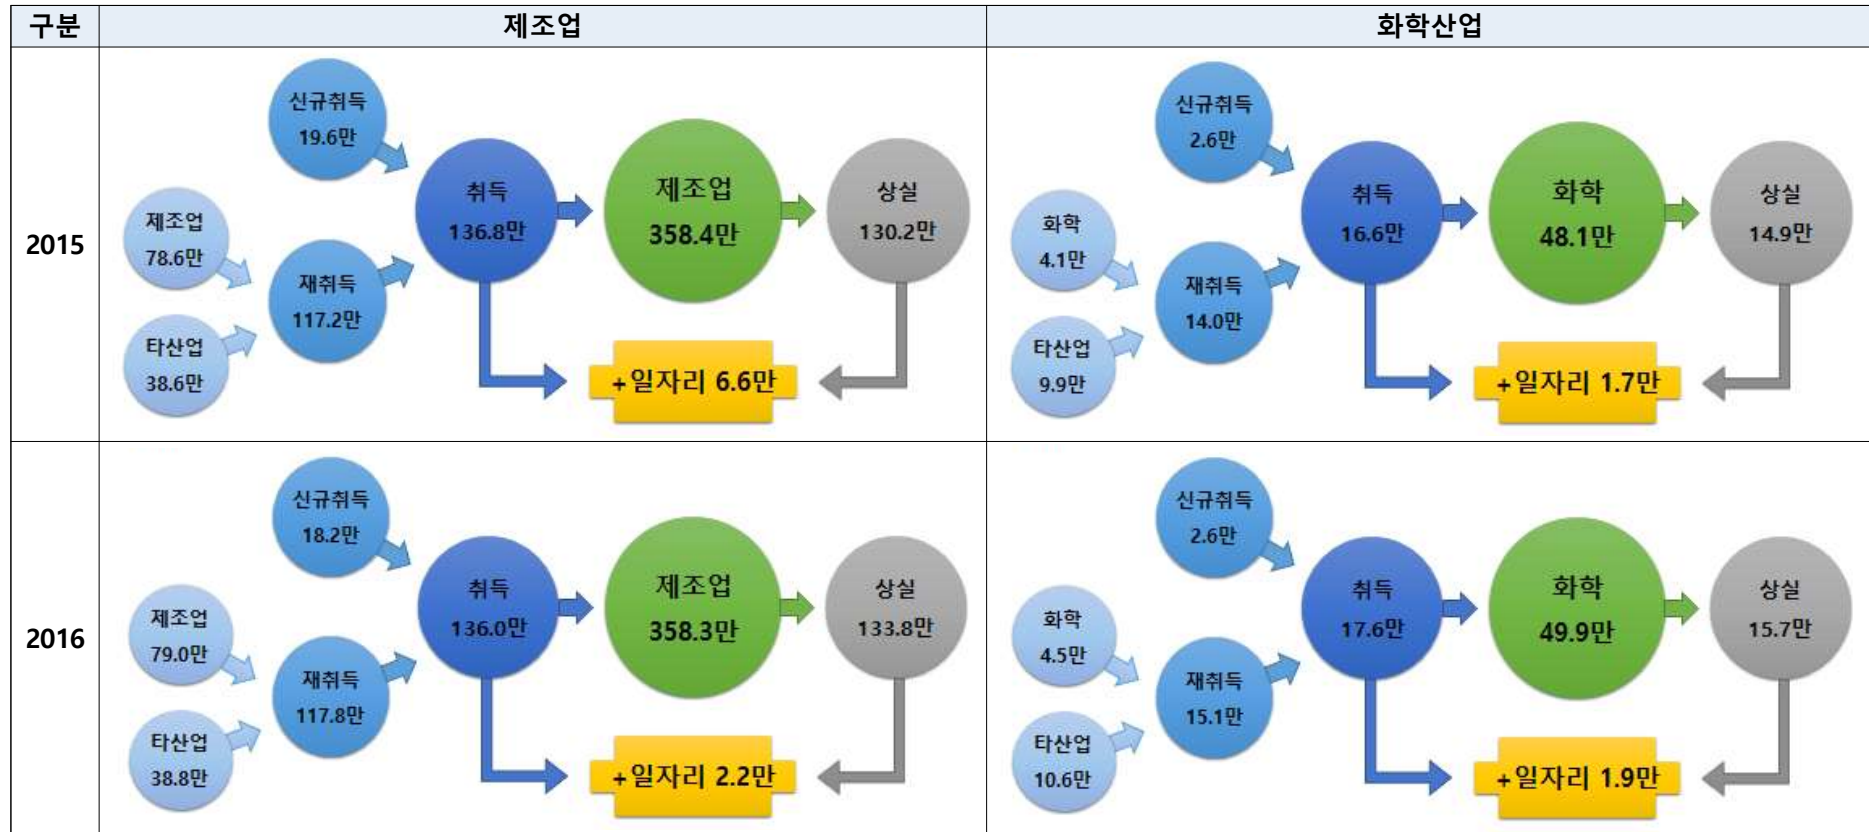 구분
제조업
화학산업
2015
신규취득
19.6만
제조업
78.6만
타산업
38.6만
재취득
117.2만
취득
136.8만
제조업
358.4만
상실
130.2만
+일자리 6.6만
신규취득
2.6만
화학
4.1만
타산업
9.9만
재취득
14.0만
취득
16.6만
화학
48.1만
상실
14.9만
+일자리 1.7만
2016
신규취득
18.2만
제조업
79.0만
타산업
38.8만
재취득
117.8만
취득
136.0만
제조업
358.3만
상실
133.8만
+일자리 2.2만
신규취득
2.6만
화학
4.5만
타산업
10.6만
재취득
15.1만
취득
17.6만
화학
49.9만
상실
15.7만
+일자리 1.9만